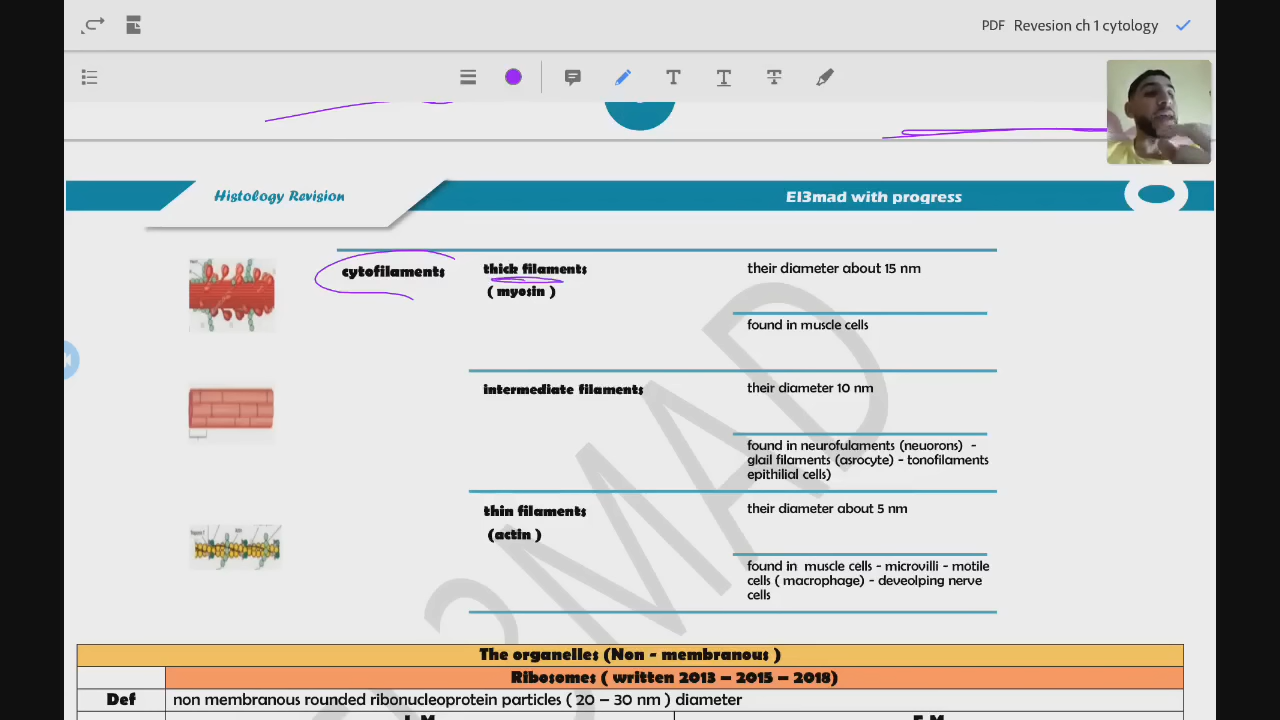 PDF Revesion ch 1 cytology
Histology Revision
El3mad with progress
cytofilaments
thick filaments
( myosin )
their diameter about 15 nm
found in muscle cells
intermediate filaments
their diameter 10 nm
found in neurofulaments (neuorons) -
glail filaments (asrocyte) - tonofilaments
epithilial cells)
thin filaments
(actin )
their diameter about 5 nm
found in muscle cells - microvilli - motile
cells ( macrophage) - deveolping nerve
cells
3MAD
The organelles (Non - membranous )
Ribosomes ( written 2013 – 2015 – 2018)
Def non membranous rounded ribonucleoprotein particles ( 20 – 30 nm ) diameter